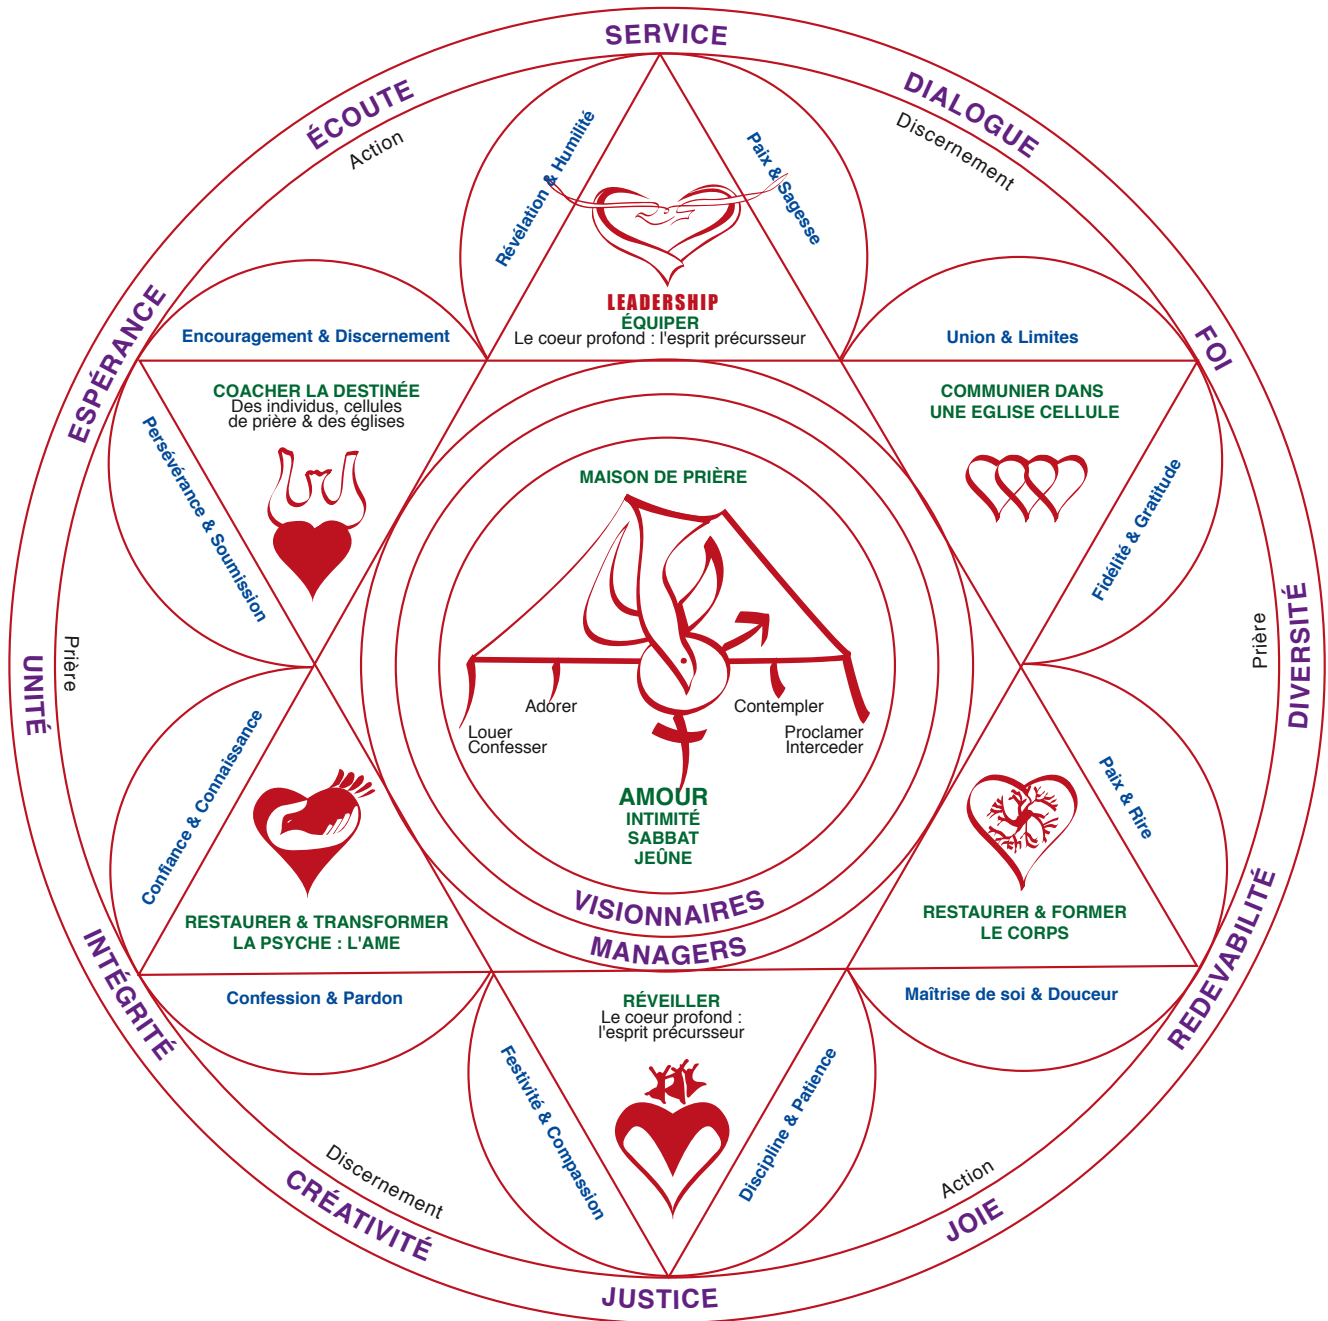 SERVICE
ÉCOUTE
DIALOGUE
Action
Discernement
Révélation & Humilité
Paix & Sagesse
LEADERSHIP
ÉQUIPER
Le coeur profond : l'esprit précursseur
ESPÉRANCE
FOI
Encouragement & Discernement
Union & Limites
COACHER LA DESTINÉE
Des individus, cellules
de prière & des églises
COMMUNIER DANS
UNE EGLISE CELLULE
Persévérance & Soumission
Fidélité & Gratitude
MAISON DE PRIÈRE
Adorer
Contempler
Louer
Confesser
Proclamer
Interceder
AMOUR
INTIMITÉ
SABBAT
JEÛNE
VISIONNAIRES
MANAGERS
UNITÉ
Prière
Prière
DIVERSITÉ
Confiance & Connaissance
Paix & Rire
RESTAURER & TRANSFORMER
LA PSYCHE : L'AME
RESTAURER & FORMER
LE CORPS
INTÉGRITÉ
REDEVABILITÉ
Confession & Pardon
Maîtrise de soi & Douceur
RÉVEILLER
Le coeur profond :
l'esprit précursseur
Festivité & Compassion
Discipline & Patience
Discernement
Action
CRÉATIVITÉ
JOIE
JUSTICE